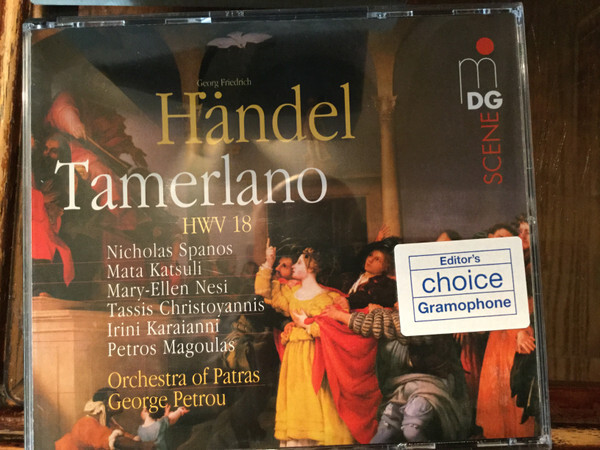 Georg Friedrich
Händel
Tamerlano
HWV 18
Nicholas Spanos
Mata Katsuli
Mary-Ellen Nesi
Tassis Christoyannis
Irini Karaianni
Petros Magoulas
Orchestra of Patras
George Petrou
mDG
SCENE
Editor's
choice
Gramophone